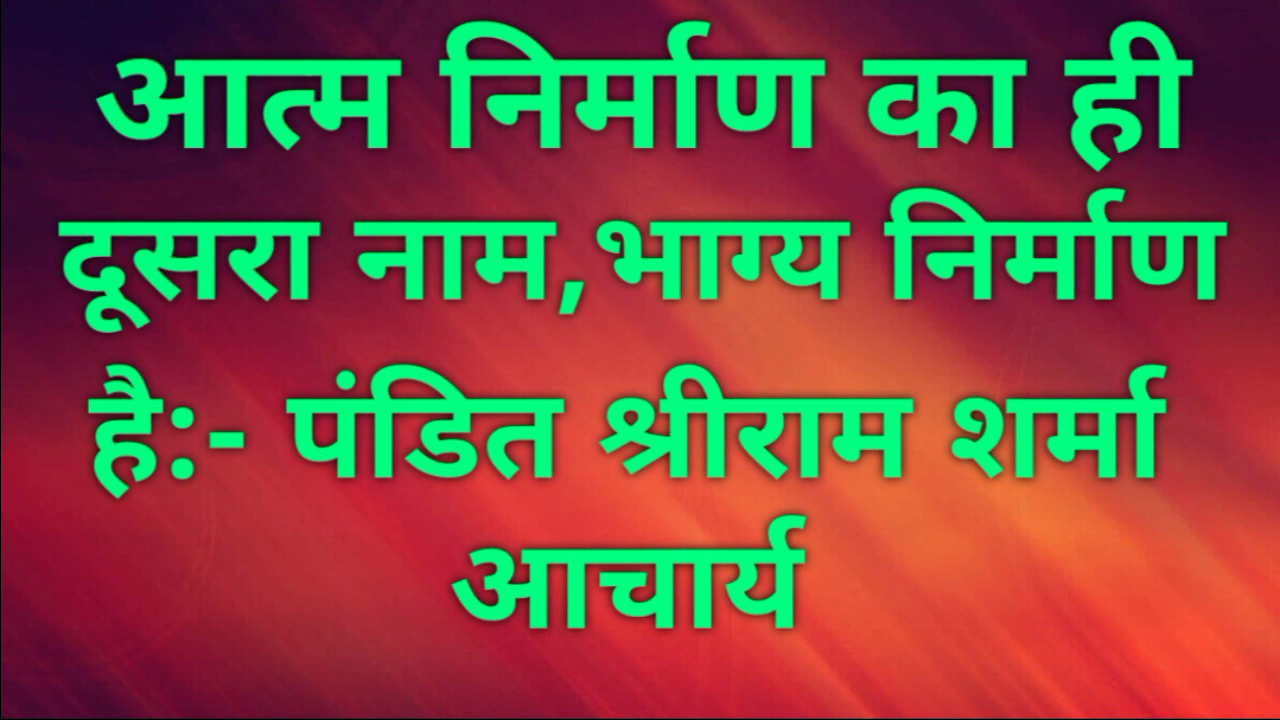 आत्म निर्माण का ही
दूसरा नाम,भाग्य निर्माण
है:- पंडित श्रीराम शर्मा
आचार्य